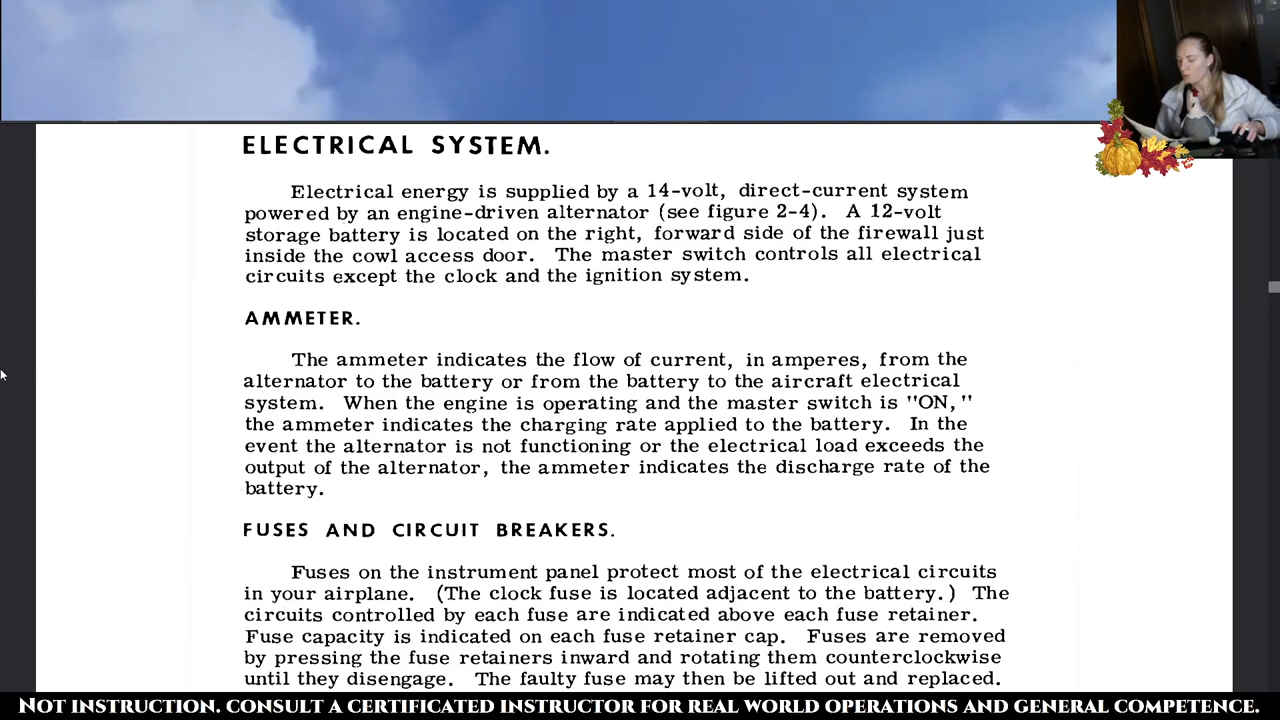 ELECTRICAL SYSTEM.
Electrical energy is supplied by a 14-volt, direct-current system
powered by an engine-driven alternator (see figure 2-4). A 12-volt
storage battery is located on the right, forward side of the firewall just
inside the cowl access door. The master switch controls all electrical
circuits except the clock and the ignition system.
AMMETER.
The ammeter indicates the flow of current, in amperes, from the
alternator to the battery or from the battery to the aircraft electrical
system. When the engine is operating and the master switch is "ON,"
the ammeter indicates the charging rate applied to the battery. In the
event the alternator is not functioning or the electrical load exceeds the
output of the alternator, the ammeter indicates the discharge rate of the
battery.
FUSES AND CIRCUIT BREAKERS.
Fuses on the instrument panel protect most of the electrical circuits
in your airplane. (The clock fuse is located adjacent to the battery.) The
circuits controlled by each fuse are indicated above each fuse retainer.
Fuse capacity is indicated on each fuse retainer cap. Fuses are removed
by pressing the fuse retainers inward and rotating them counterclockwise
until they disengage. The faulty fuse may then be lifted out and replaced.
NOT INSTRUCTION. CONSULT A CERTIFICATED INSTRUCTOR FOR REAL WORLD OPERATIONS AND GENERAL COMPETENCE.